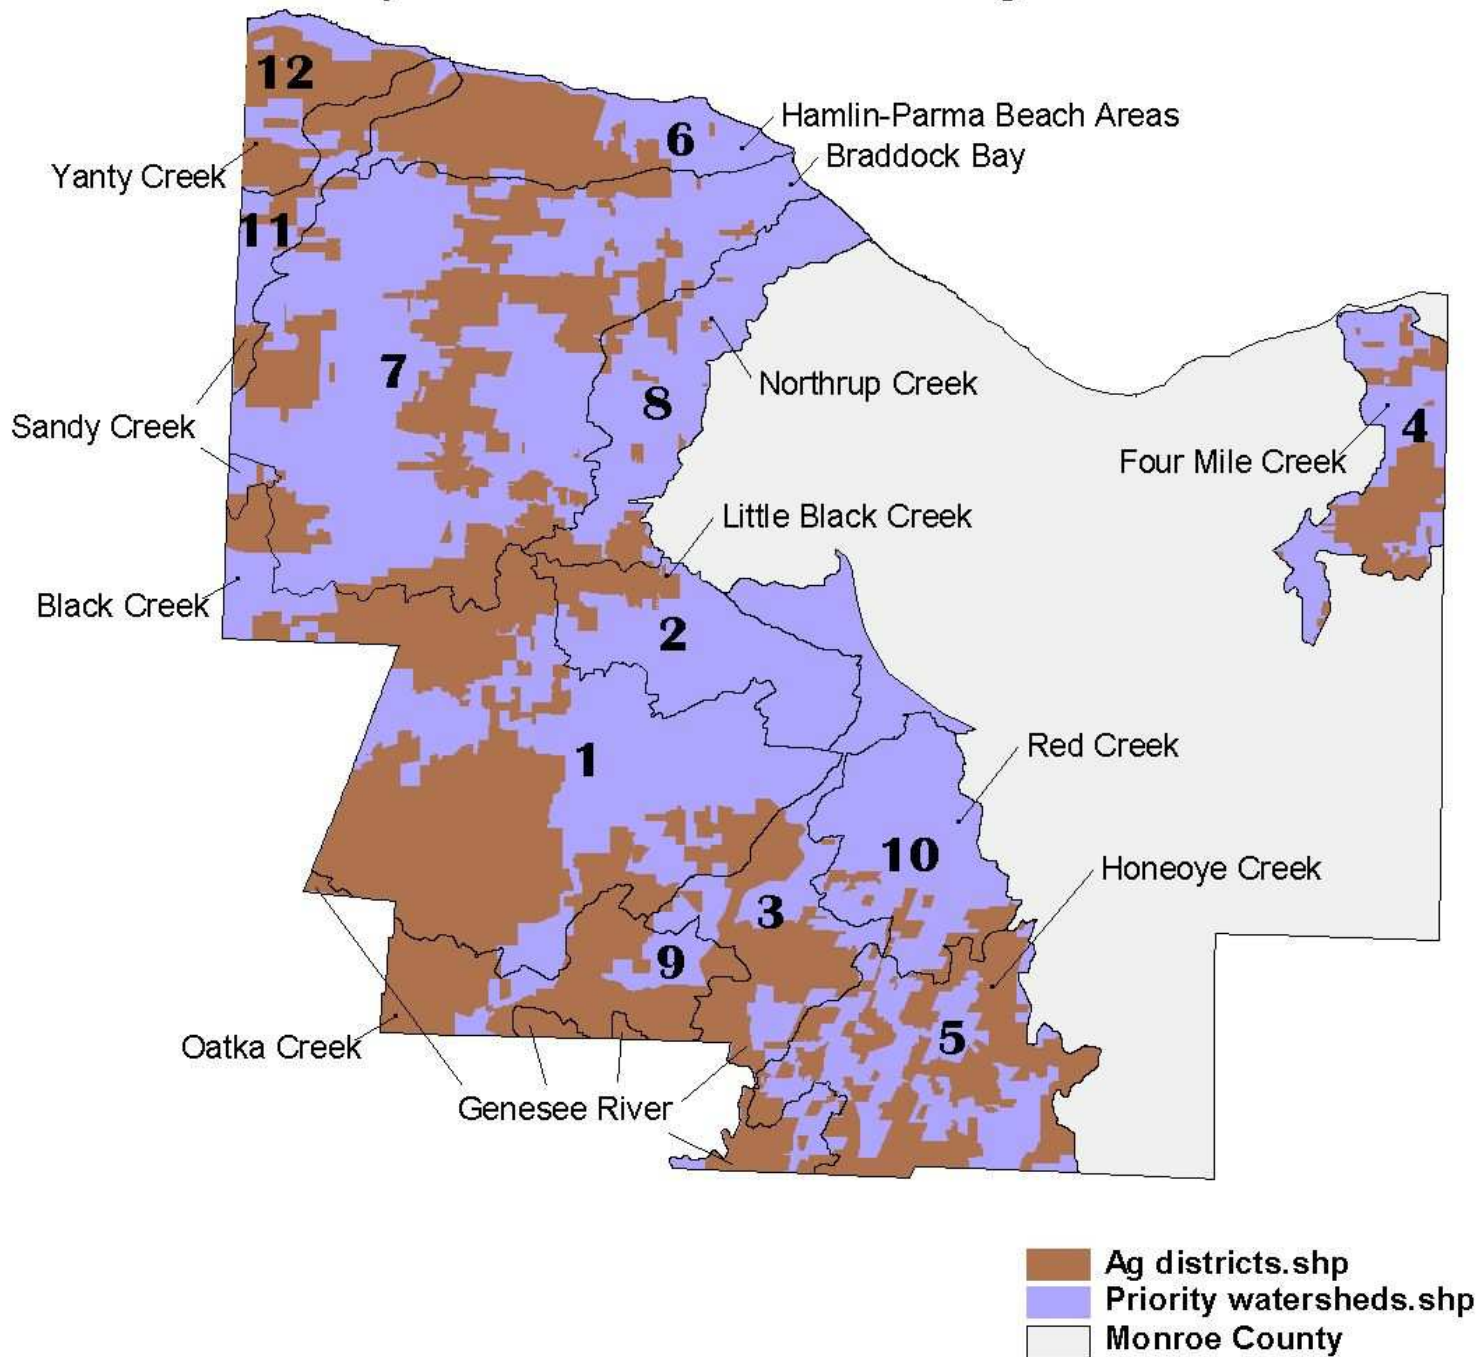 12
6
Hamlin-Parma Beach Areas
Braddock Bay
Yanty Creek
11
7
Northrup Creek
8
Sandy Creek
4
Four Mile Creek
Little Black Creek
Black Creek
2
1
Red Creek
10
Honeoye Creek
3
9
5
Oatka Creek
Genesee River
Ag districts.shp
Priority watersheds.shp
Monroe County